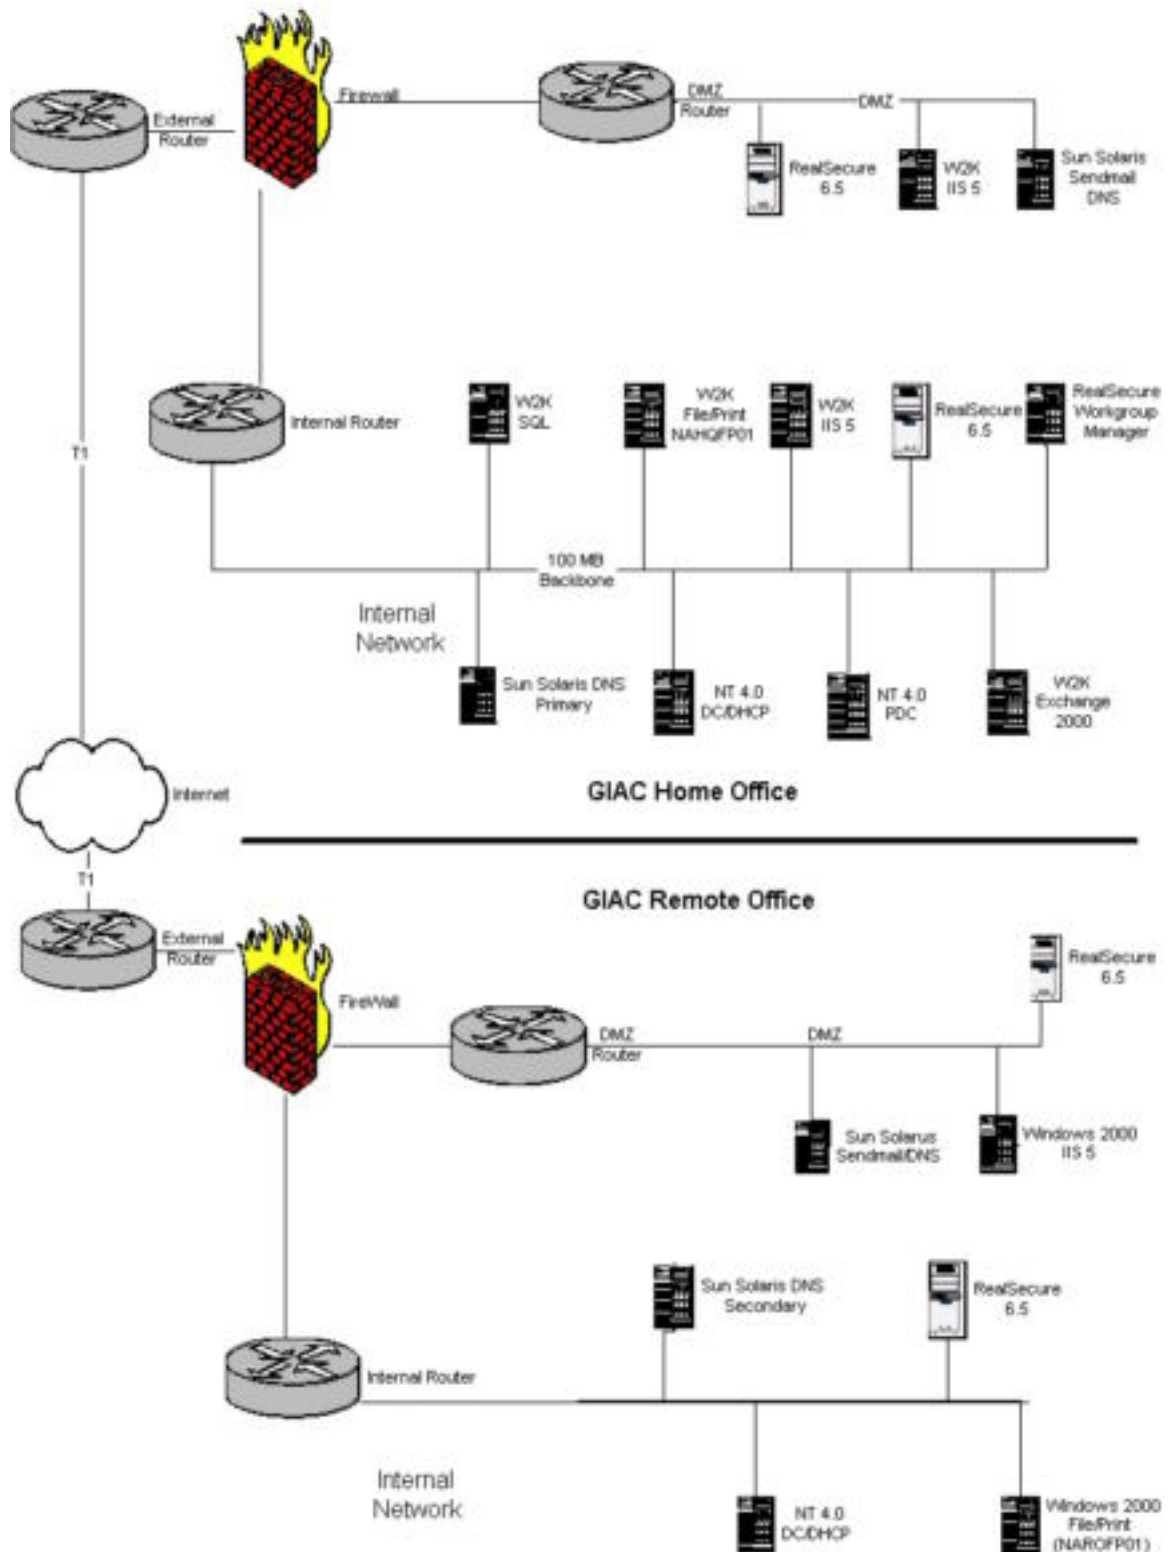 Firewall
DMZ
Router
DMZ
External
Router
RealSecure
6.5
W2K
IIS 5
Sun Solaris
Sendmail
DNS
Internal Router
W2K
SQL
W2K
File/Print
NAHQFP01
W2K
IIS 5
RealSecure
6.5
RealSecure
Workgroup
Manager
T1
100 MB
Backbone
Internal
Network
Sun Solaris DNS
Primary
NT 4.0
DC/DHCP
NT 4.0
PDC
W2K
Exchange
2000
Internet
GIAC Home Office
T1
GIAC Remote Office
External
Router
FireWall
RealSecure
6.5
DMZ
Router
DMZ
Sun Solarus
Sendmail/DNS
Windows 2000
IIS 5
Sun Solaris DNS
Secondary
RealSecure
6.5
Internal Router
Internal
Network
NT 4.0
DC/DHCP
Windows 2000
File/Print
(NAROFP01)